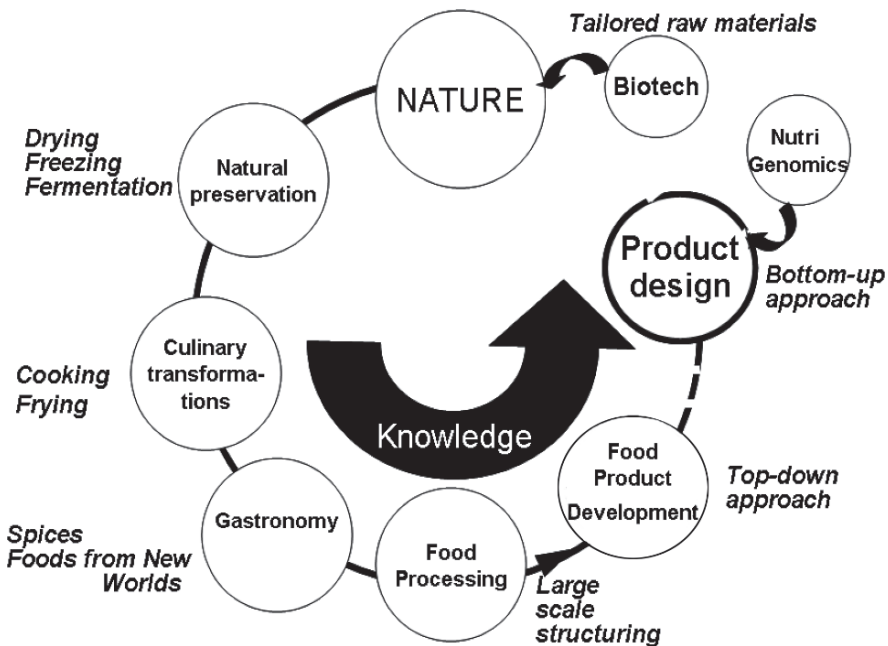 Tailored raw materials
NATURE
Biotech
Nutri
Genomics
Drying
Freezing
Fermentation
Natural
preservation
Product
design
Bottom-up
approach
Culinary
transforma-
tions
Cooking
Frying
Knowledge
Food
Product
Development
Top-down
approach
Gastronomy
Spices
Foods from New
Worlds
Food
Processing
Large
scale
structuring